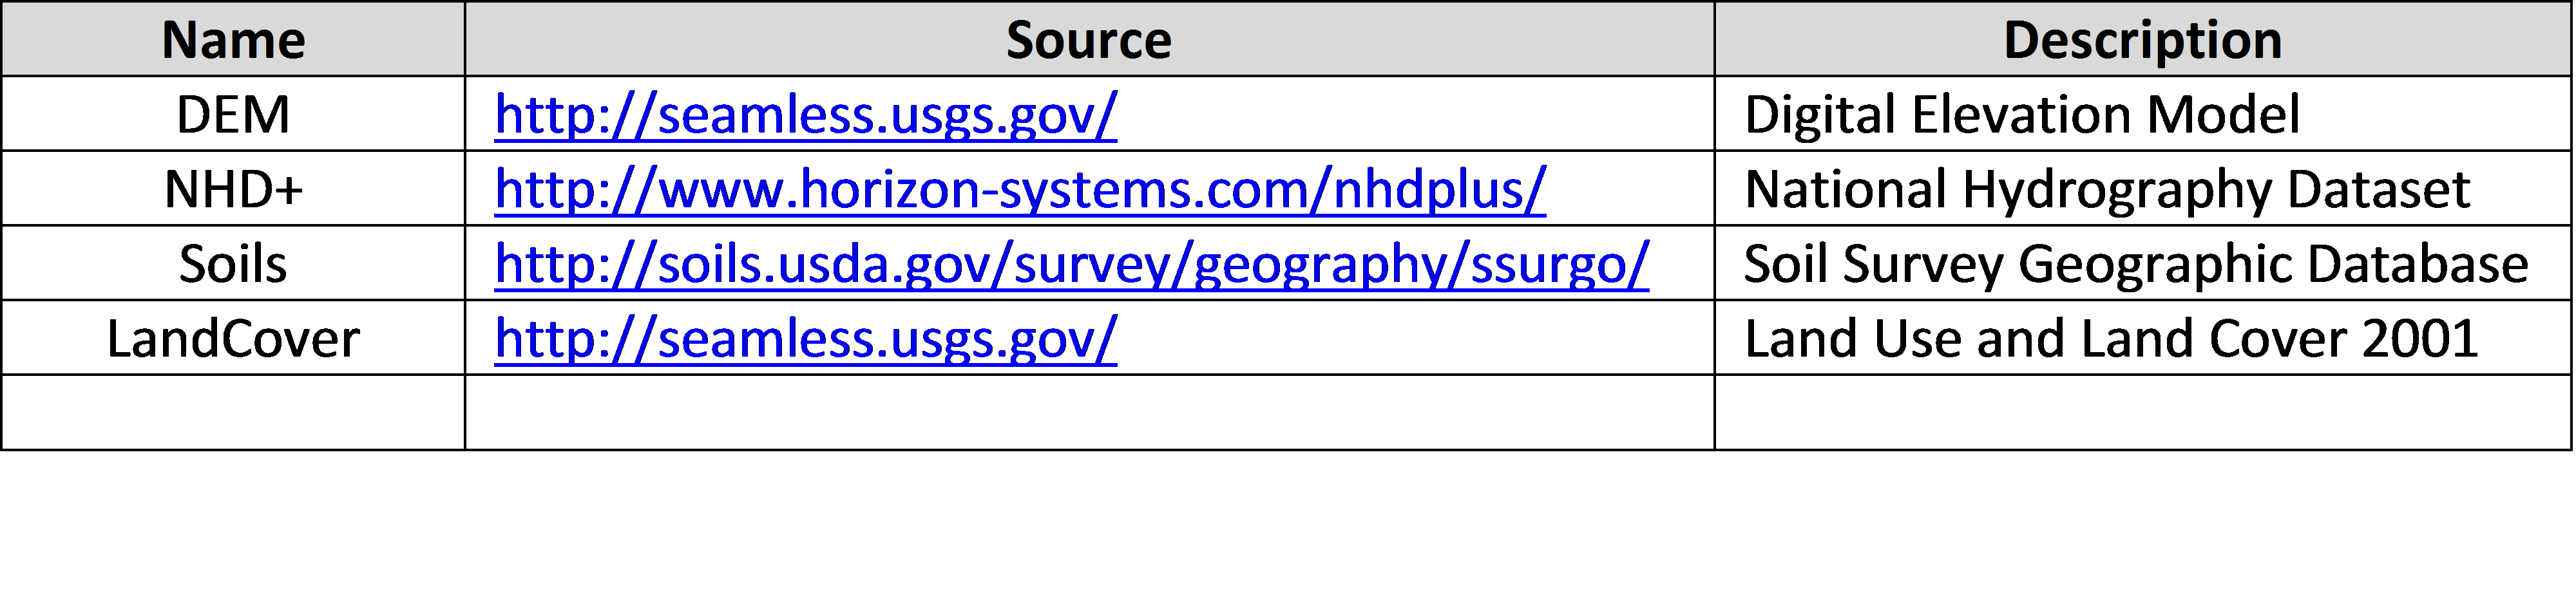 Name Source Description
DEM http://seamless.usgs.gov/ Digital Elevation Model
NHD+ http://www.horizon-systems.com/nhdplus/ National Hydrography Dataset
Soils http://soils.usda.gov/survey/geography/ssurgo/ Soil Survey Geographic Database
LandCover http://seamless.usgs.gov/ Land Use and Land Cover 2001